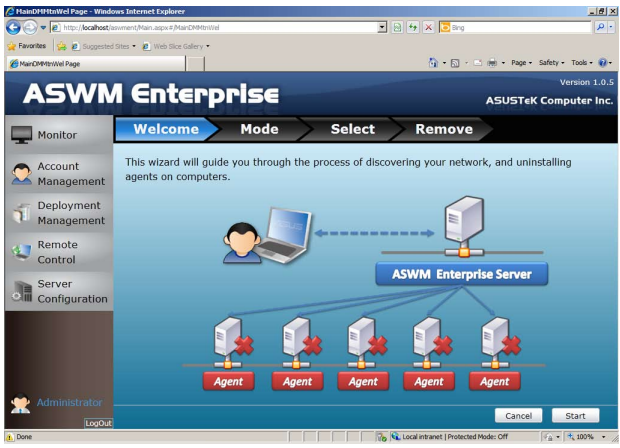 MainDMMtnWel Page - Windows Internet Explorer
http://localhost/aswment/Main.aspx#/MainDMMtnWel
Bing
Favorites
Suggested Sites
Web Slice Gallery
MainDMMtnWel Page
Page
Safety
Tools
Version 1.0.5
ASWM Enterprise
ASUSTeK Computer Inc.
Welcome
Mode
Select
Remove
Monitor
Account
Management
Deployment
Management
Remote
Control
Server
Configuration
This wizard will guide you through the process of discovering your network, and uninstalling
agents on computers.
ASWM Enterprise Server
Agent
Agent
Agent
Agent
Agent
Administrator
LogOut
Cancel
Start
Done
Local intranet | Protected Mode: Off
100%